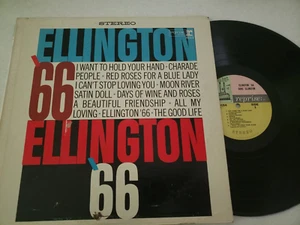 STEREO
ELLINGTON
'66
I WANT TO HOLD YOUR HAND · CHARADE
PEOPLE · RED ROSES FOR A BLUE LADY
I CAN'T STOP LOVING YOU · MOON RIVER
SATIN DOLL · DAYS OF WINE AND ROSES
A BEAUTIFUL FRIENDSHIP · ALL MY
LOVING · ELLINGTON '66 · THE GOOD LIFE
ELLINGTON
'66
reprise